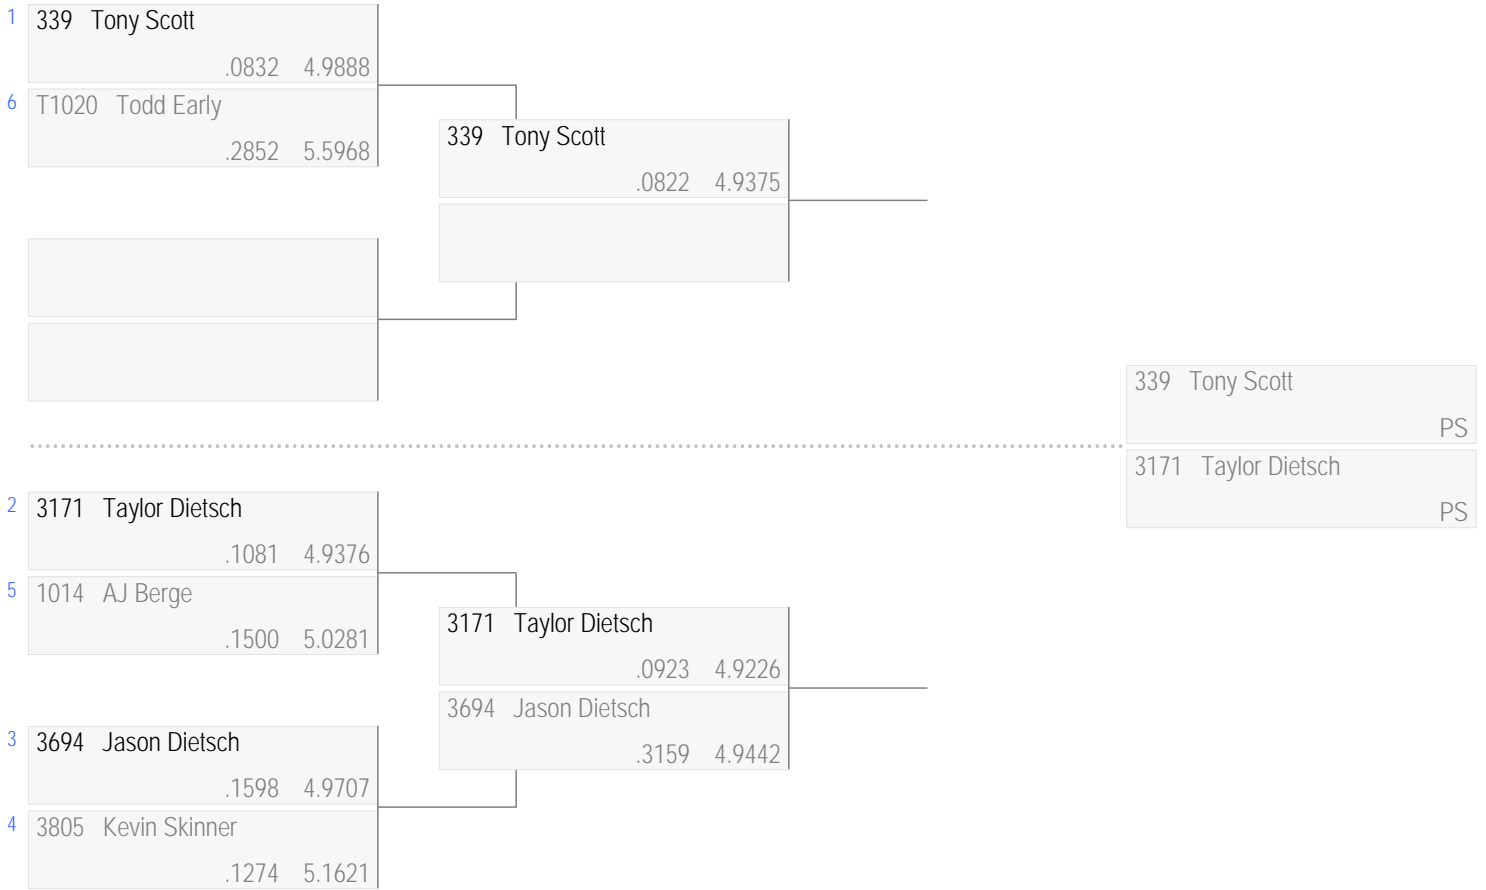 1 339 Tony Scott
.0832 4.9888
6 T1020 Todd Early
.2852 5.5968
339 Tony Scott
.0822 4.9375
339 Tony Scott
PS
3171 Taylor Dietsch
PS
2 3171 Taylor Dietsch
.1081 4.9376
5 1014 AJ Berge
.1500 5.0281
3171 Taylor Dietsch
.0923 4.9226
3694 Jason Dietsch
.3159 4.9442
3 3694 Jason Dietsch
.1598 4.9707
4 3805 Kevin Skinner
.1274 5.1621